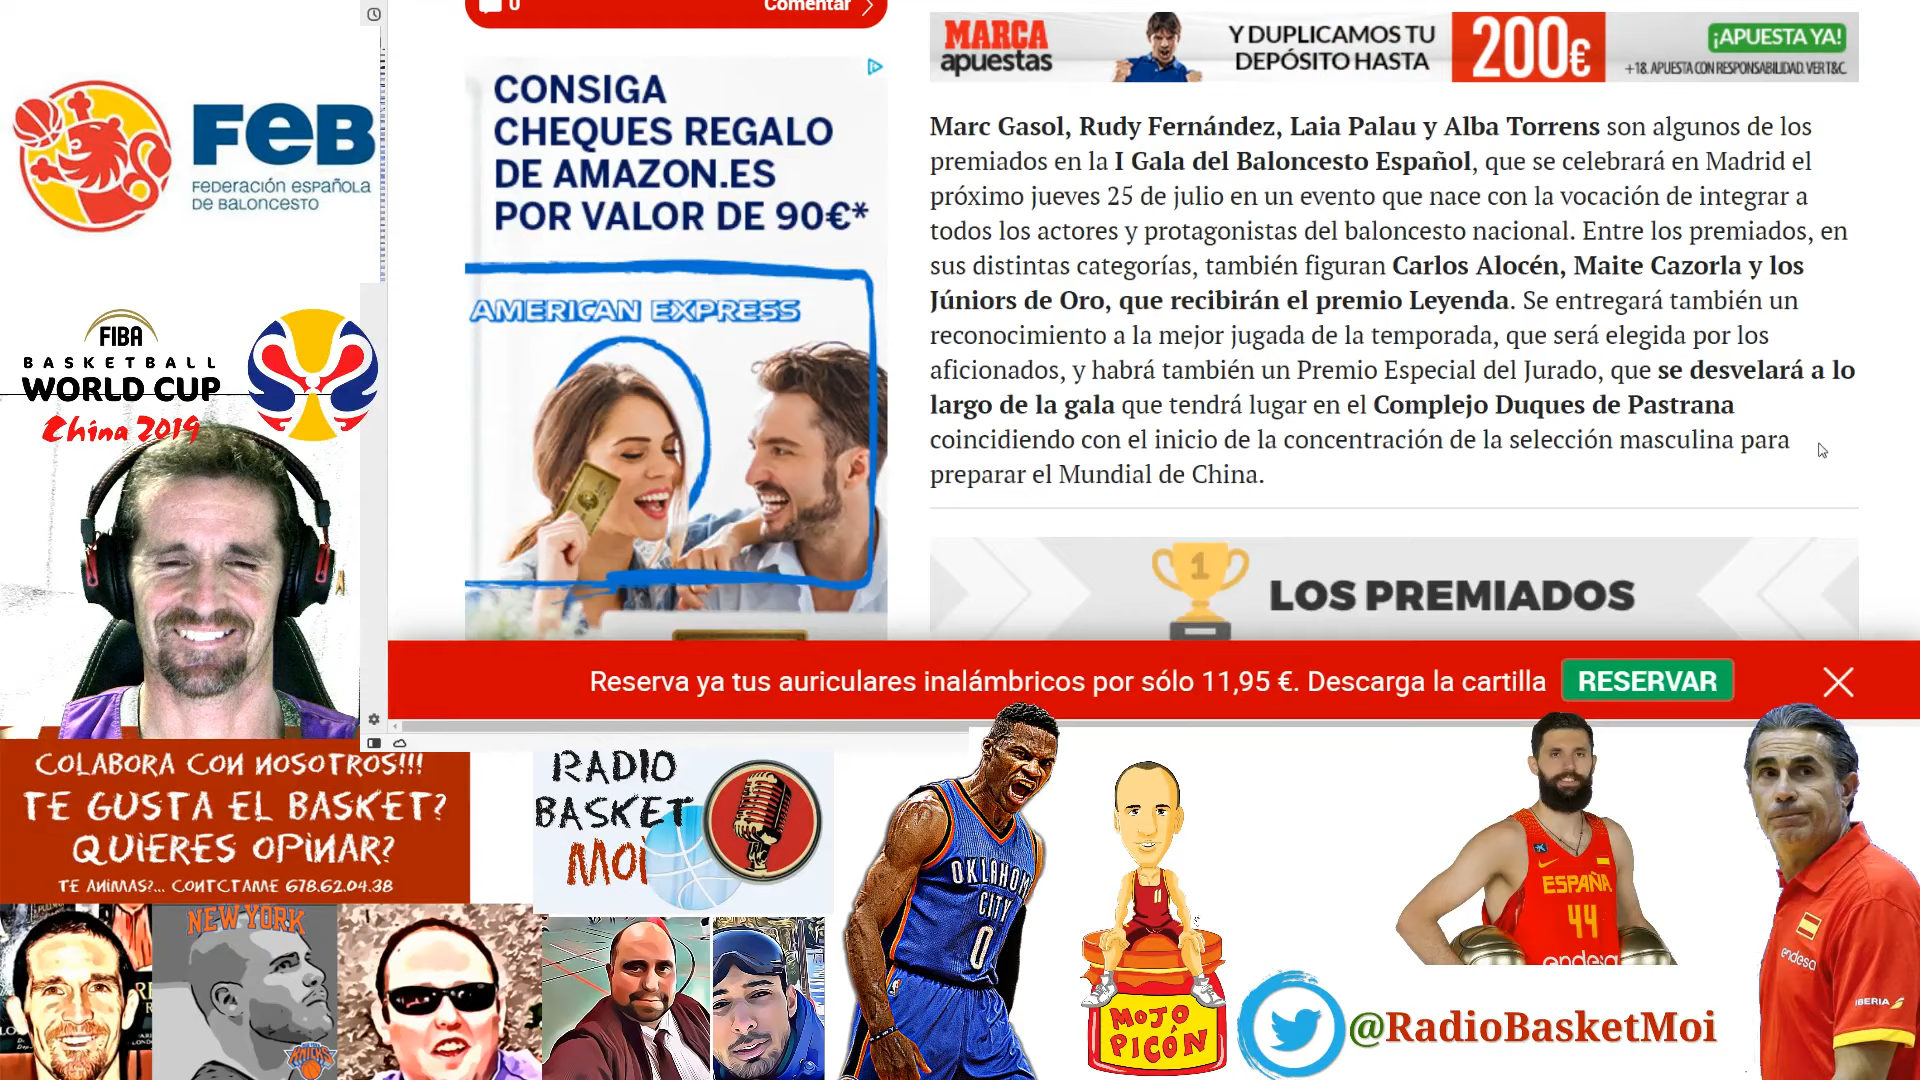 0 Comentar
CONSIGA
CHEQUES REGALO
DE AMAZON.ES
POR VALOR DE 90€*
AMERICAN EXPRESS
MARCA
apuestas
Y DUPLICAMOS TU
DEPÓSITO HASTA
200€
¡APUESTA YA!
+18. APUESTA CON RESPONSABILIDAD. VER T&C.
Marc Gasol, Rudy Fernández, Laia Palau y Alba Torrens son algunos de los
premiados en la I Gala del Baloncesto Español, que se celebrará en Madrid el
próximo jueves 25 de julio en un evento que nace con la vocación de integrar a
todos los actores y protagonistas del baloncesto nacional. Entre los premiados, en
sus distintas categorías, también figuran Carlos Alocén, Maite Cazorla y los
Júniors de Oro, que recibirán el premio Leyenda. Se entregará también un
reconocimiento a la mejor jugada de la temporada, que será elegida por los
aficionados, y habrá también un Premio Especial del Jurado, que se desvelará a lo
largo de la gala que tendrá lugar en el Complejo Duques de Pastrana
coincidiendo con el inicio de la concentración de la selección masculina para
preparar el Mundial de China.
1
LOS PREMIADOS
FEB
FEDERACIÓN ESPAÑOLA
DE BALONCESTO
FIBA
BASKETBALL
WORLD CUP
China 2019
Reserva ya tus auriculares inalámbricos por sólo 11,95 €. Descarga la cartilla RESERVAR
COLABORA CON NOSOTROS!!!
TE GUSTA EL BASKET?
QUIERES OPINAR?
TE ANIMAS?... CONTCTAME 678.62.04.38
RADIO
BASKET
MOI
NEW YORK
KNICKS
OKLAHOM
CITY
0
11
MOJO
PICÓN
ESPAÑA
44
endesa
endesa
IBERIA
@RadioBasketMoi